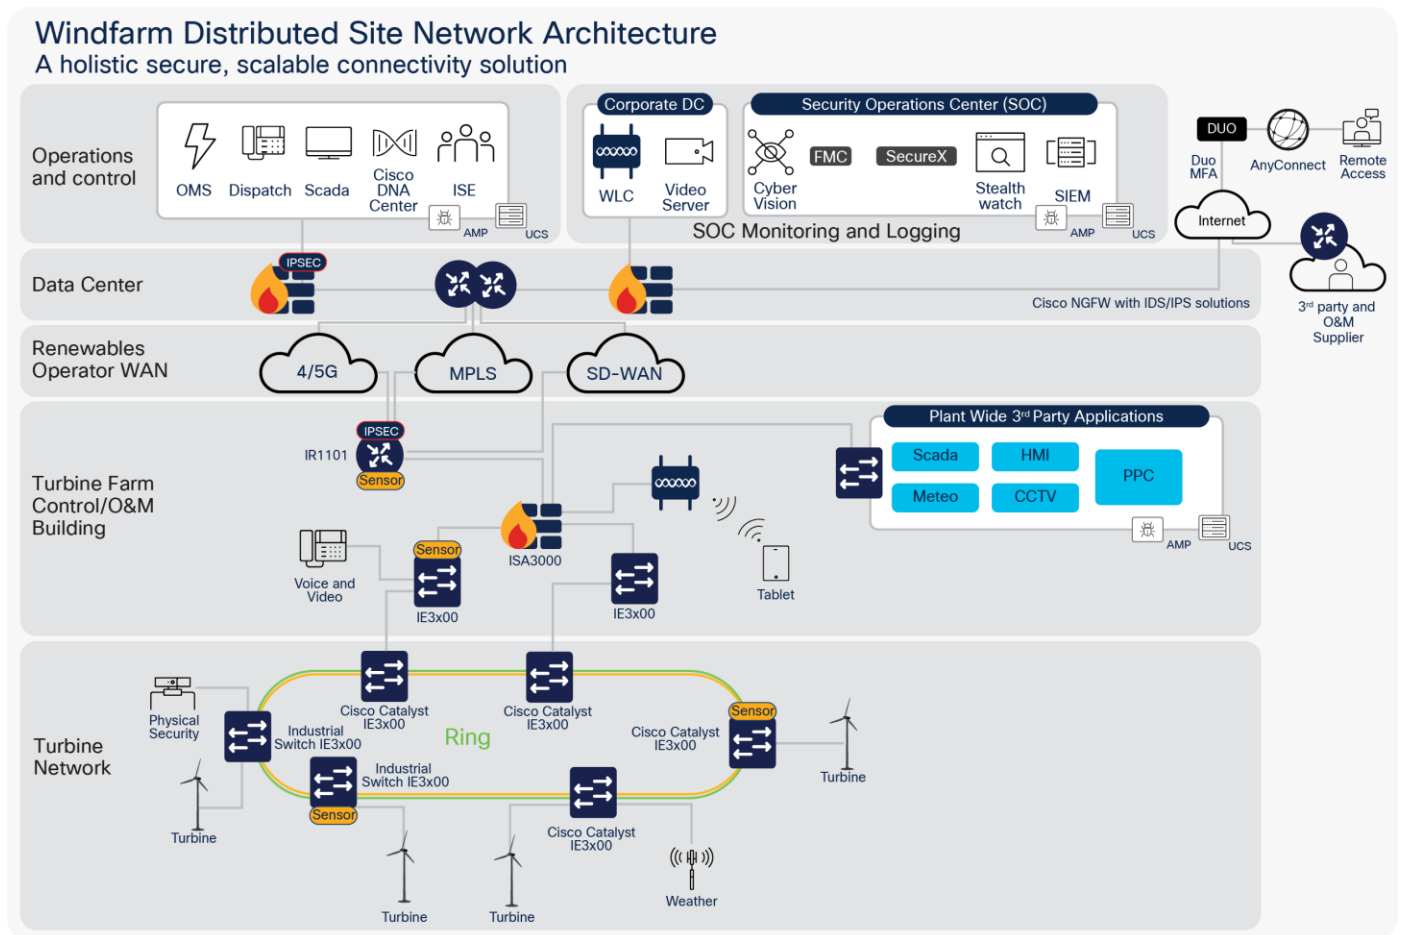 Windfarm Distributed Site Network Architecture
A holistic secure, scalable connectivity solution
Operations
and control
OMS
Dispatch
Scada
Cisco
DNA
Center
ISE
AMP
UCS
Corporate DC
WLC
Video
Server
Security Operations Center (SOC)
Cyber
Vision
FMC
SecureX
Stealth
watch
SIEM
SOC Monitoring and Logging
AMP
UCS
DUO
Duo
MFA
AnyConnect
Remote
Access
Internet
3rd party and
O&M
Supplier
Data Center
IPSEC
Cisco NGFW with IDS/IPS solutions
Renewables
Operator WAN
4/5G
MPLS
SD-WAN
Turbine Farm
Control/O&M
Building
IPSEC
IR1101
Sensor
Plant Wide 3rd Party Applications
Scada
HMI
PPC
Meteo
CCTV
AMP
UCS
Voice and
Video
Sensor
IE3x00
ISA3000
IE3x00
Tablet
Turbine
Network
Physical
Security
Turbine
Industrial
Switch IE3x00
Cisco Catalyst
IE3x00
Cisco Catalyst
IE3x00
Ring
Industrial
Switch IE3x00
Sensor
Turbine
Cisco Catalyst
IE3x00
Turbine
Weather
Cisco Catalyst
IE3x00
Sensor
Turbine